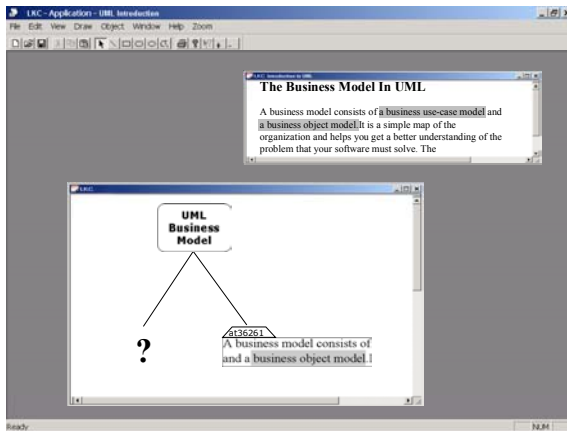 LKC - Application - UML Introduction
File Edit View Draw Object Window Help Zoom
LKC: Introduction to UML
The Business Model In UML
A business model consists of a business use-case model and
a business object model.It is a simple map of the
organization and helps you get a better understanding of the
problem that your software must solve. The
LKC
UML
Business
Model
?
at36261
A business model consists of
and a business object model.I
Ready NUM